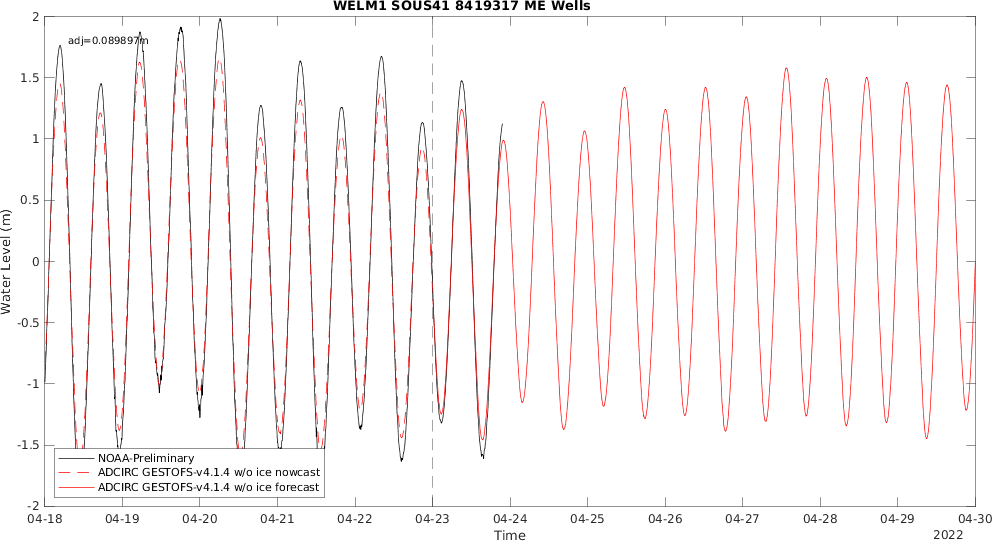 WELM1 SOUS41 8419317 ME Wells
adj=0.089897m
2
1.5
1
0.5
0
-0.5
-1
-1.5
-2
Water Level (m)
NOAA-Preliminary
ADCIRC GESTOFS-v4.1.4 w/o ice nowcast
ADCIRC GESTOFS-v4.1.4 w/o ice forecast
04-18 04-19 04-20 04-21 04-22 04-23 04-24 04-25 04-26 04-27 04-28 04-29 04-30
Time
2022